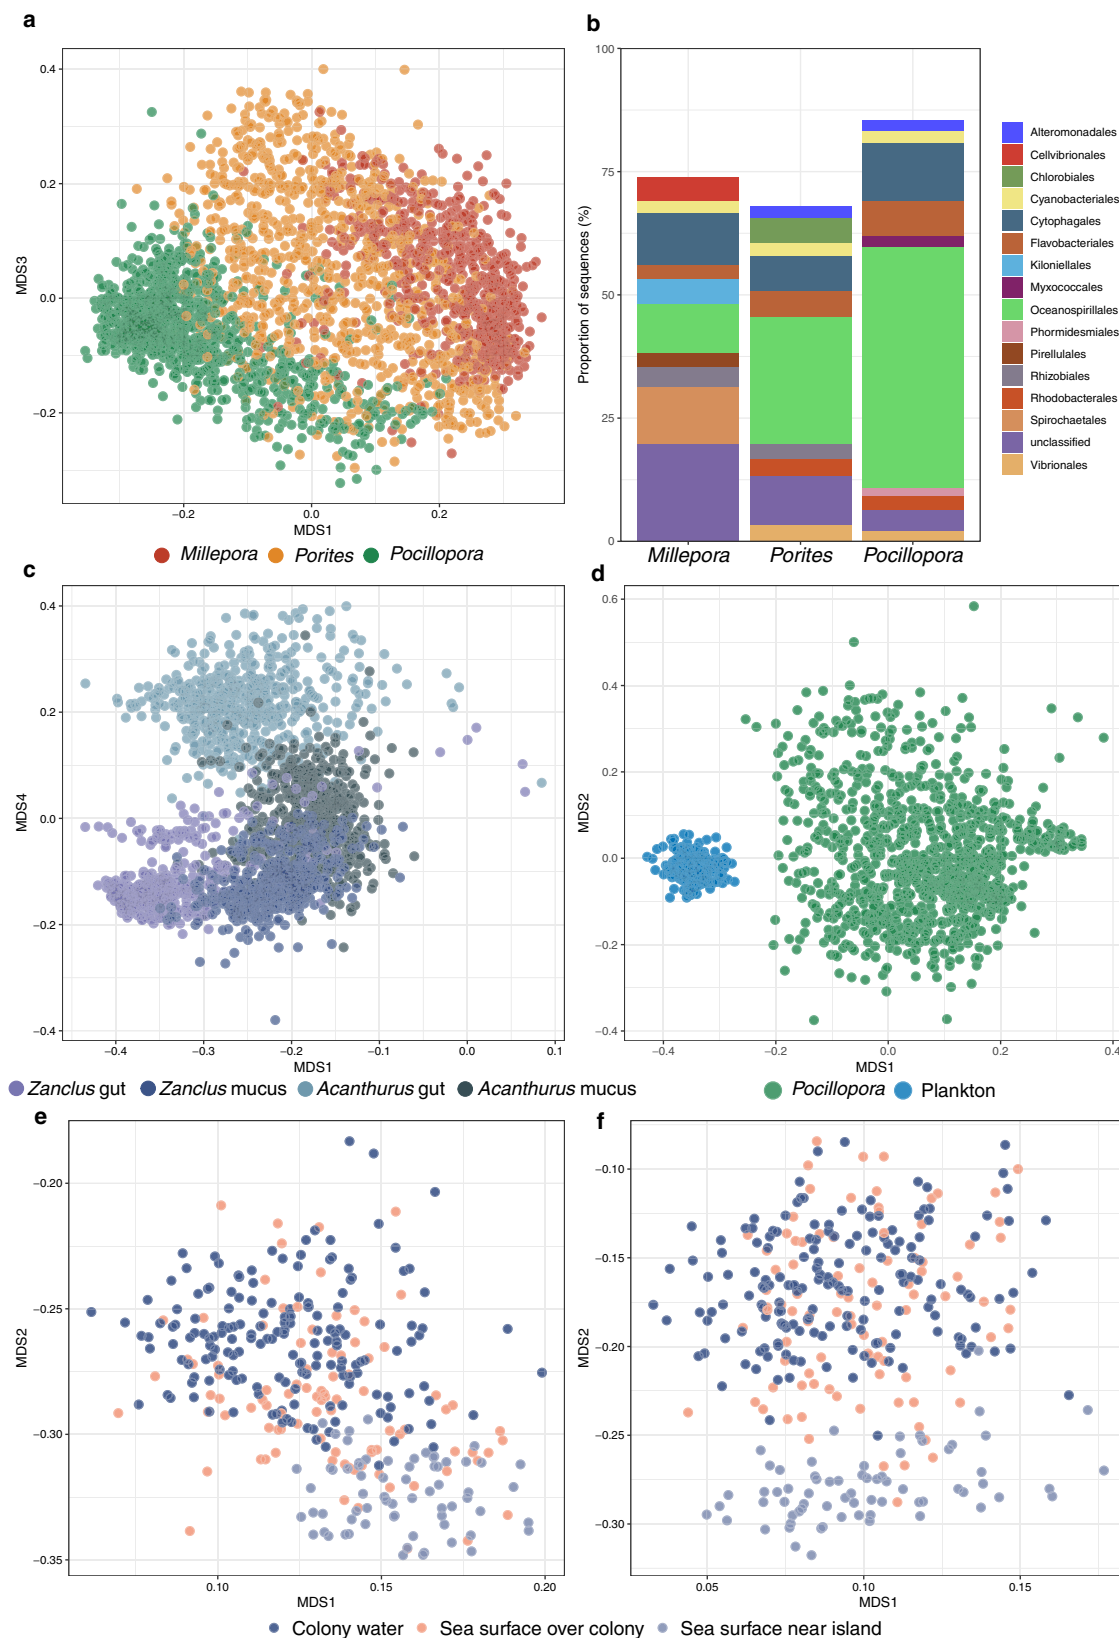 a
0.4
0.2
0.0
−0.2
MDS3
−0.2
0.0
0.2
MDS1
Millepora
Porites
Pocillopora
b
100
75
50
25
0
Proportion of sequences (%)
Millepora
Porites
Pocillopora
Alteromonadales
Cellvibrionales
Chlorobiales
Cyanobacteriales
Cytophagales
Flavobacteriales
Kiloniellales
Myxococcales
Oceanospirillales
Phormidesmiales
Pirellulales
Rhizobiales
Rhodobacterales
Spirochaetales
unclassified
Vibrionales
c
0.4
0.2
0.0
−0.2
−0.4
MDS4
−0.4
−0.3
−0.2
−0.1
0.0
0.1
MDS1
Zanclus gut
Zanclus mucus
Acanthurus gut
Acanthurus mucus
d
0.6
0.4
0.2
0.0
−0.2
−0.4
MDS2
−0.4
−0.2
0.0
0.2
0.4
MDS1
Pocillopora
Plankton
e
−0.20
−0.25
−0.30
−0.35
MDS2
0.10
0.15
0.20
MDS1
f
−0.10
−0.15
−0.20
−0.25
−0.30
MDS2
0.05
0.10
0.15
MDS1
Colony water
Sea surface over colony
Sea surface near island